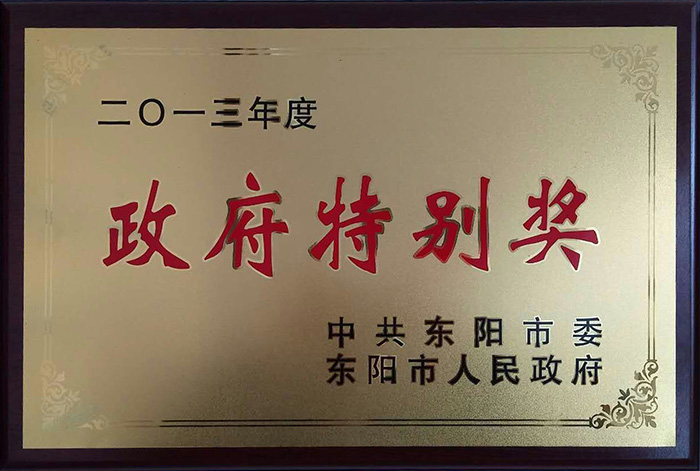 二〇一三年度
政府特别奖
中共东阳市委
东阳市人民政府